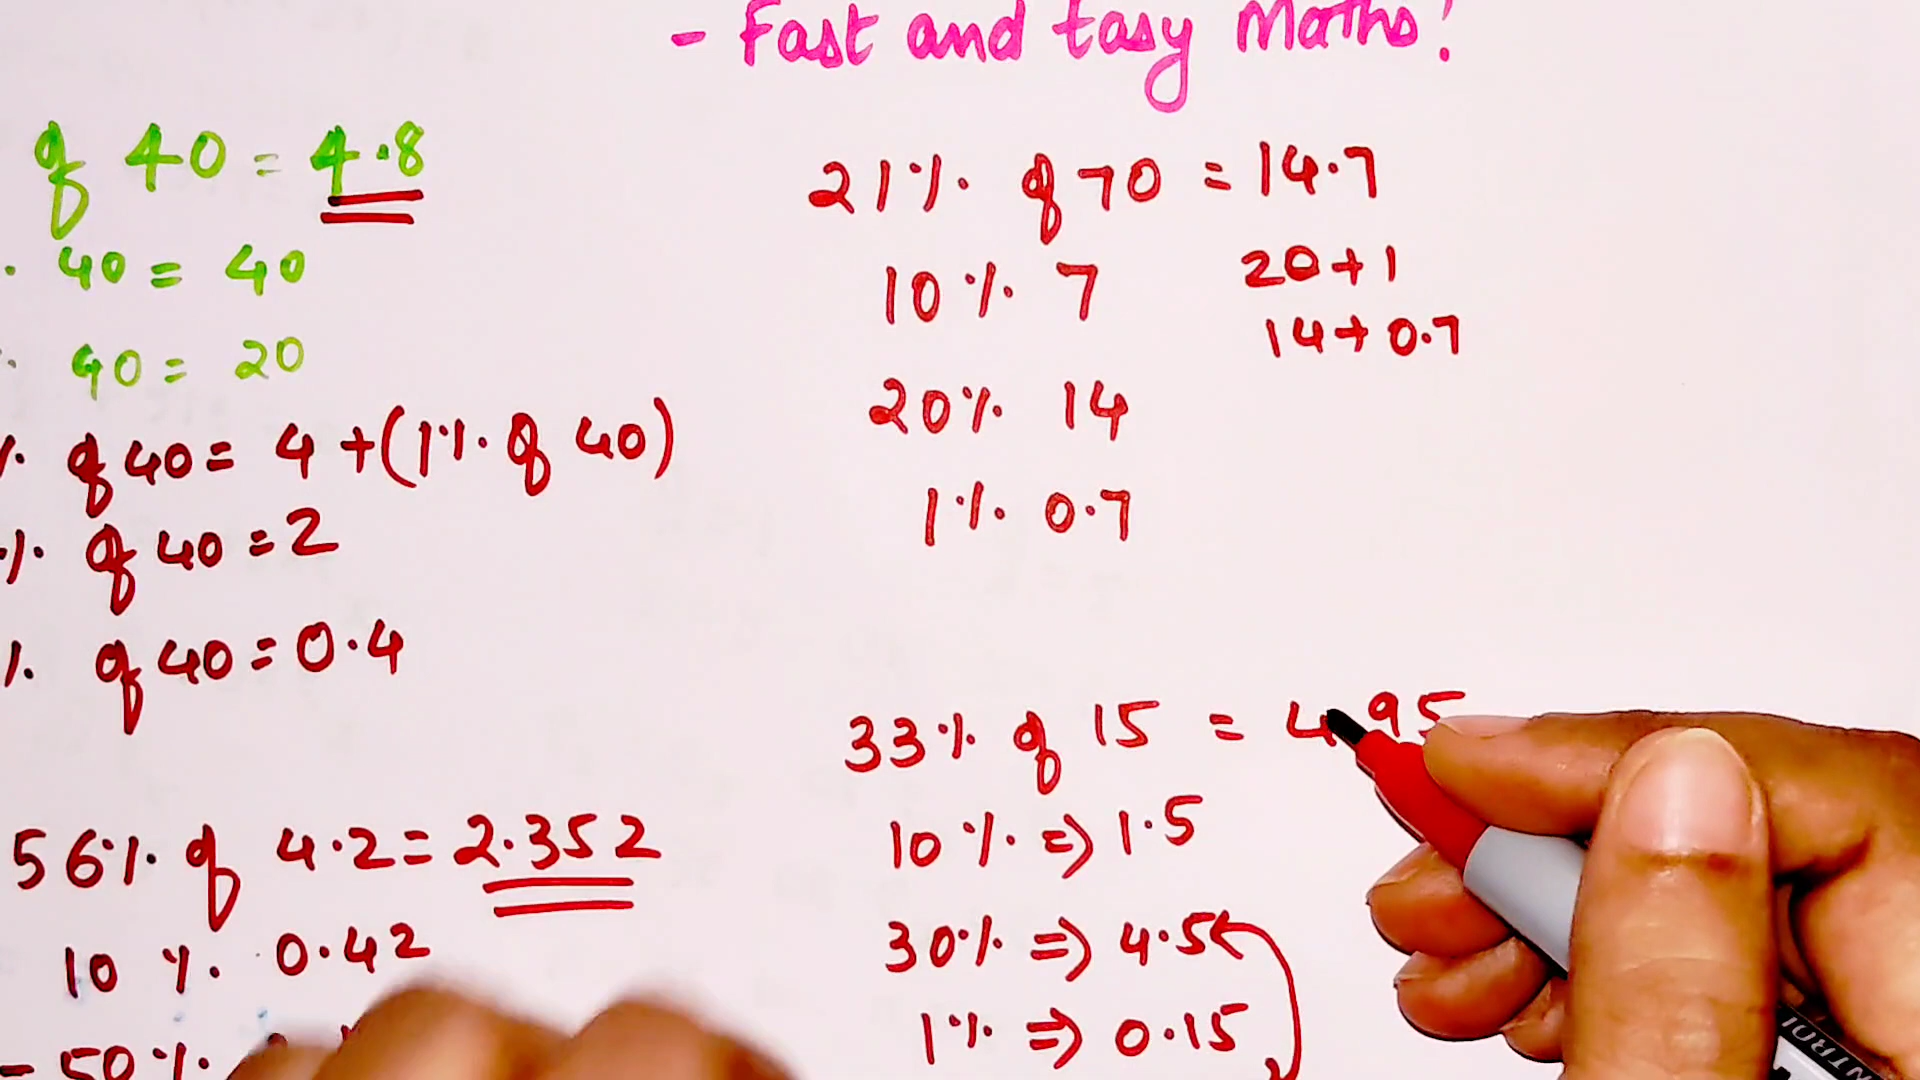 - Fast and Easy Maths!
of 40 = 4.8
40 = 40
40 = 20
% of 40 = 4 + (1% of 40)
% of 40 = 2
% of 40 = 0.4
56% of 4.2 = 2.352
10 % 0.42
- 50 %
21% of 70 = 14.7
10% 7
20 + 1
14 + 0.7
20% 14
1% 0.7
33% of 15 = 4.95
10% ⇒ 1.5
30% ⇒ 4.5
1% ⇒ 0.15